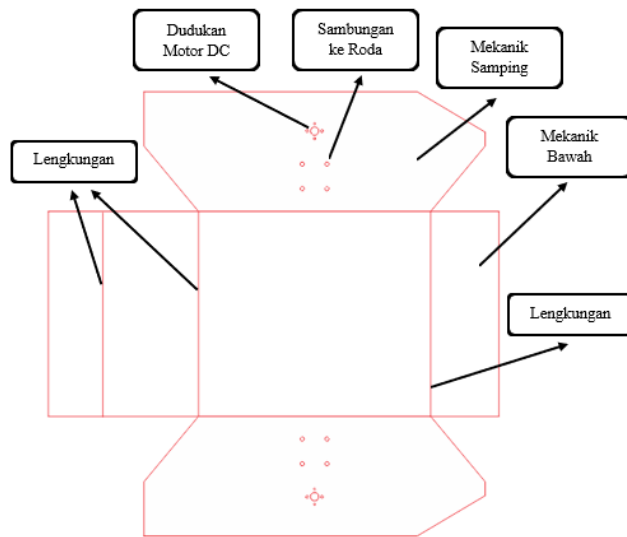 Dudukan
Motor DC
Sambungan
ke Roda
Mekanik
Samping
Mekanik
Bawah
Lengkungan
Lengkungan